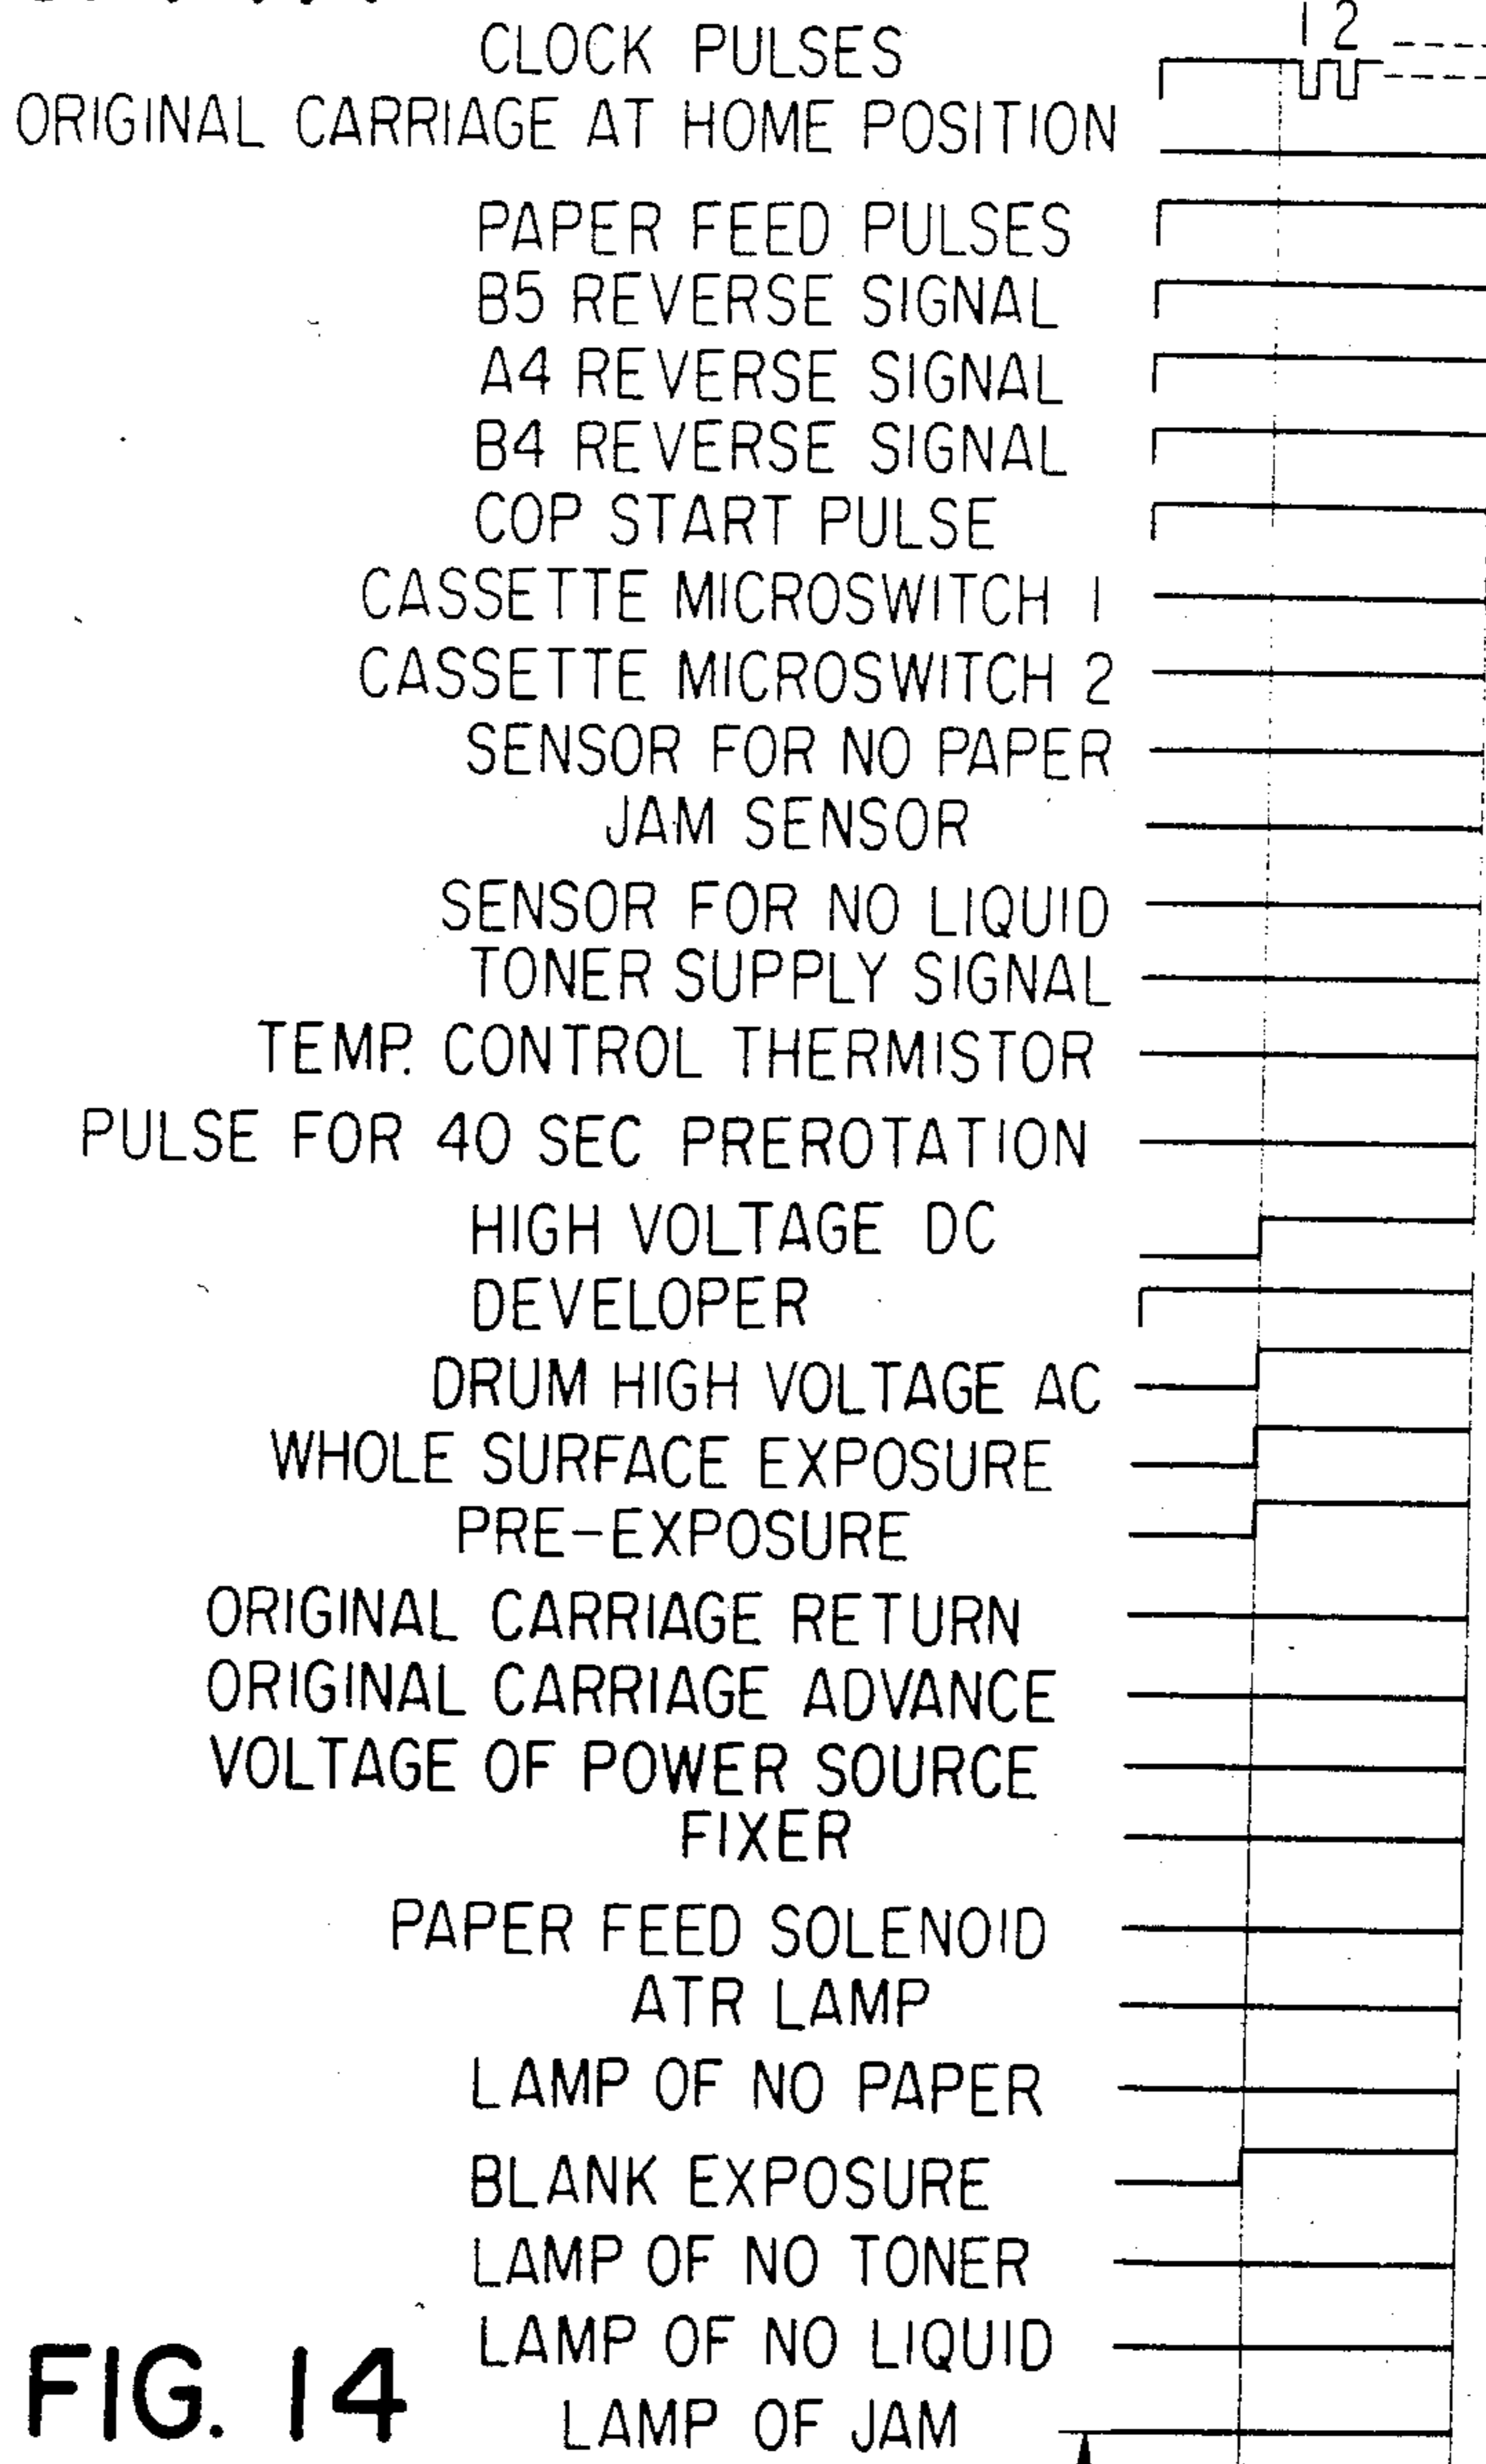 1 2
CLOCK PULSES
ORIGINAL CARRIAGE AT HOME POSITION
PAPER FEED PULSES
B5 REVERSE SIGNAL
A4 REVERSE SIGNAL
B4 REVERSE SIGNAL
COP START PULSE
CASSETTE MICROSWITCH 1
CASSETTE MICROSWITCH 2
SENSOR FOR NO PAPER
JAM SENSOR
SENSOR FOR NO LIQUID
TONER SUPPLY SIGNAL
TEMP. CONTROL THERMISTOR
PULSE FOR 40 SEC PREROTATION
HIGH VOLTAGE DC
DEVELOPER
DRUM HIGH VOLTAGE AC
WHOLE SURFACE EXPOSURE
PRE-EXPOSURE
ORIGINAL CARRIAGE RETURN
ORIGINAL CARRIAGE ADVANCE
VOLTAGE OF POWER SOURCE
FIXER
PAPER FEED SOLENOID
ATR LAMP
LAMP OF NO PAPER
BLANK EXPOSURE
LAMP OF NO TONER
LAMP OF NO LIQUID
LAMP OF JAM
FIG. 14